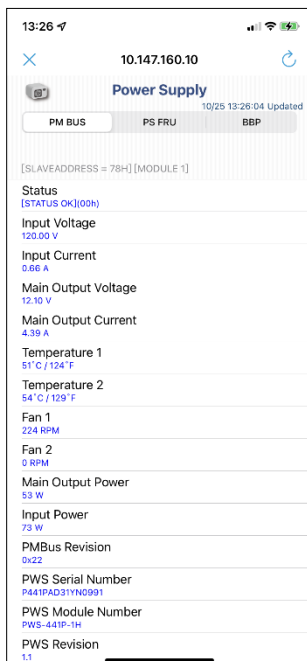 13:26
10.147.160.10
Power Supply
10/25 13:26:04 Updated
PM BUS PS FRU BBP
[SLAVEADDRESS = 78H] [MODULE 1]
Status
[STATUS OK](00h)
Input Voltage
120.00 V
Input Current
0.66 A
Main Output Voltage
12.10 V
Main Output Current
4.39 A
Temperature 1
51°C / 124°F
Temperature 2
54°C / 129°F
Fan 1
224 RPM
Fan 2
0 RPM
Main Output Power
53 W
Input Power
73 W
PMBus Revision
0x22
PWS Serial Number
P441PAD31YN0991
PWS Module Number
PWS-441P-1H
PWS Revision
1.1